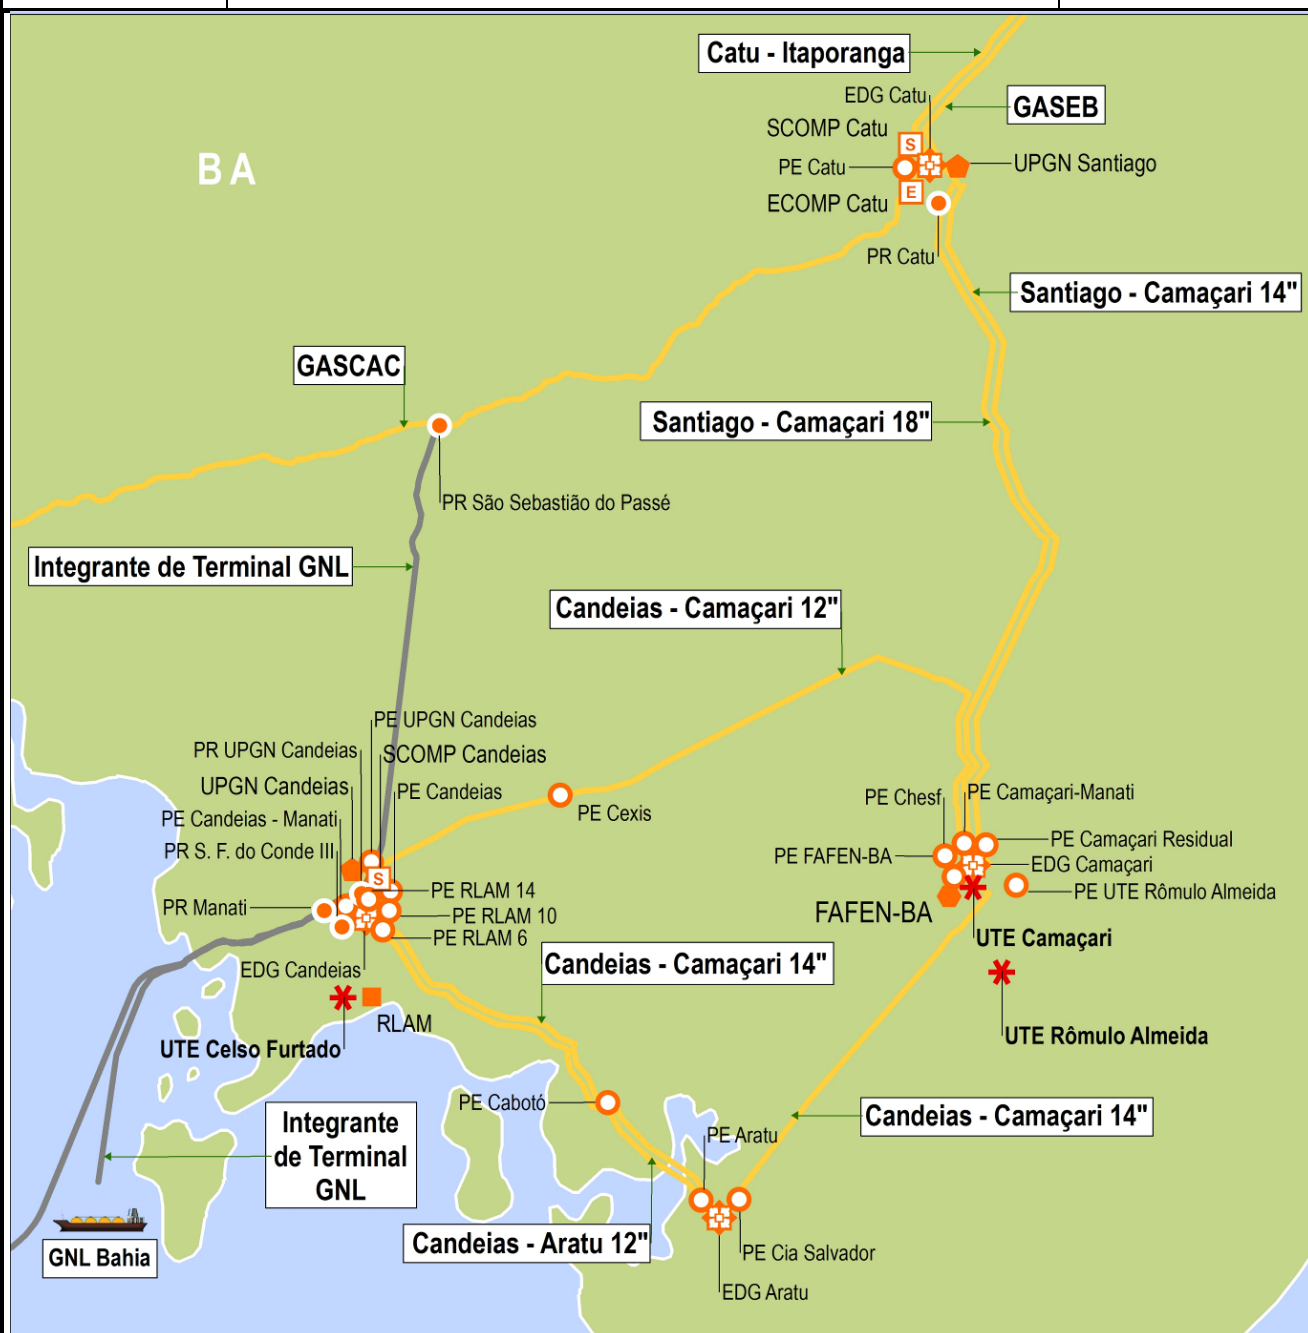 Catu - Itaporanga
EDG Catu
GASEB
SCOMP Catu
S
BA
PE Catu
UPGN Santiago
E
ECOMP Catu
PR Catu
Santiago - Camaçari 14"
GASCAC
Santiago - Camaçari 18"
PR São Sebastião do Passé
Integrante de Terminal GNL
Candeias - Camaçari 12"
PE UPGN Candeias
PR UPGN Candeias
SCOMP Candeias
UPGN Candeias
PE Candeias
PE Cexis
PE Chesf
PE Camaçari-Manati
PE Candeias - Manati
PR S. F. do Conde III
PE Camaçari Residual
PE FAFEN-BA
EDG Camaçari
S
PE RLAM 14
PE UTE Rômulo Almeida
PR Manati
PE RLAM 10
FAFEN-BA
PE RLAM 6
UTE Camaçari
EDG Candeias
Candeias - Camaçari 14"
RLAM
UTE Celso Furtado
UTE Rômulo Almeida
PE Cabotó
Candeias - Camaçari 14"
Integrante
de Terminal
GNL
PE Aratu
Candeias - Aratu 12"
PE Cia Salvador
GNL Bahia
EDG Aratu